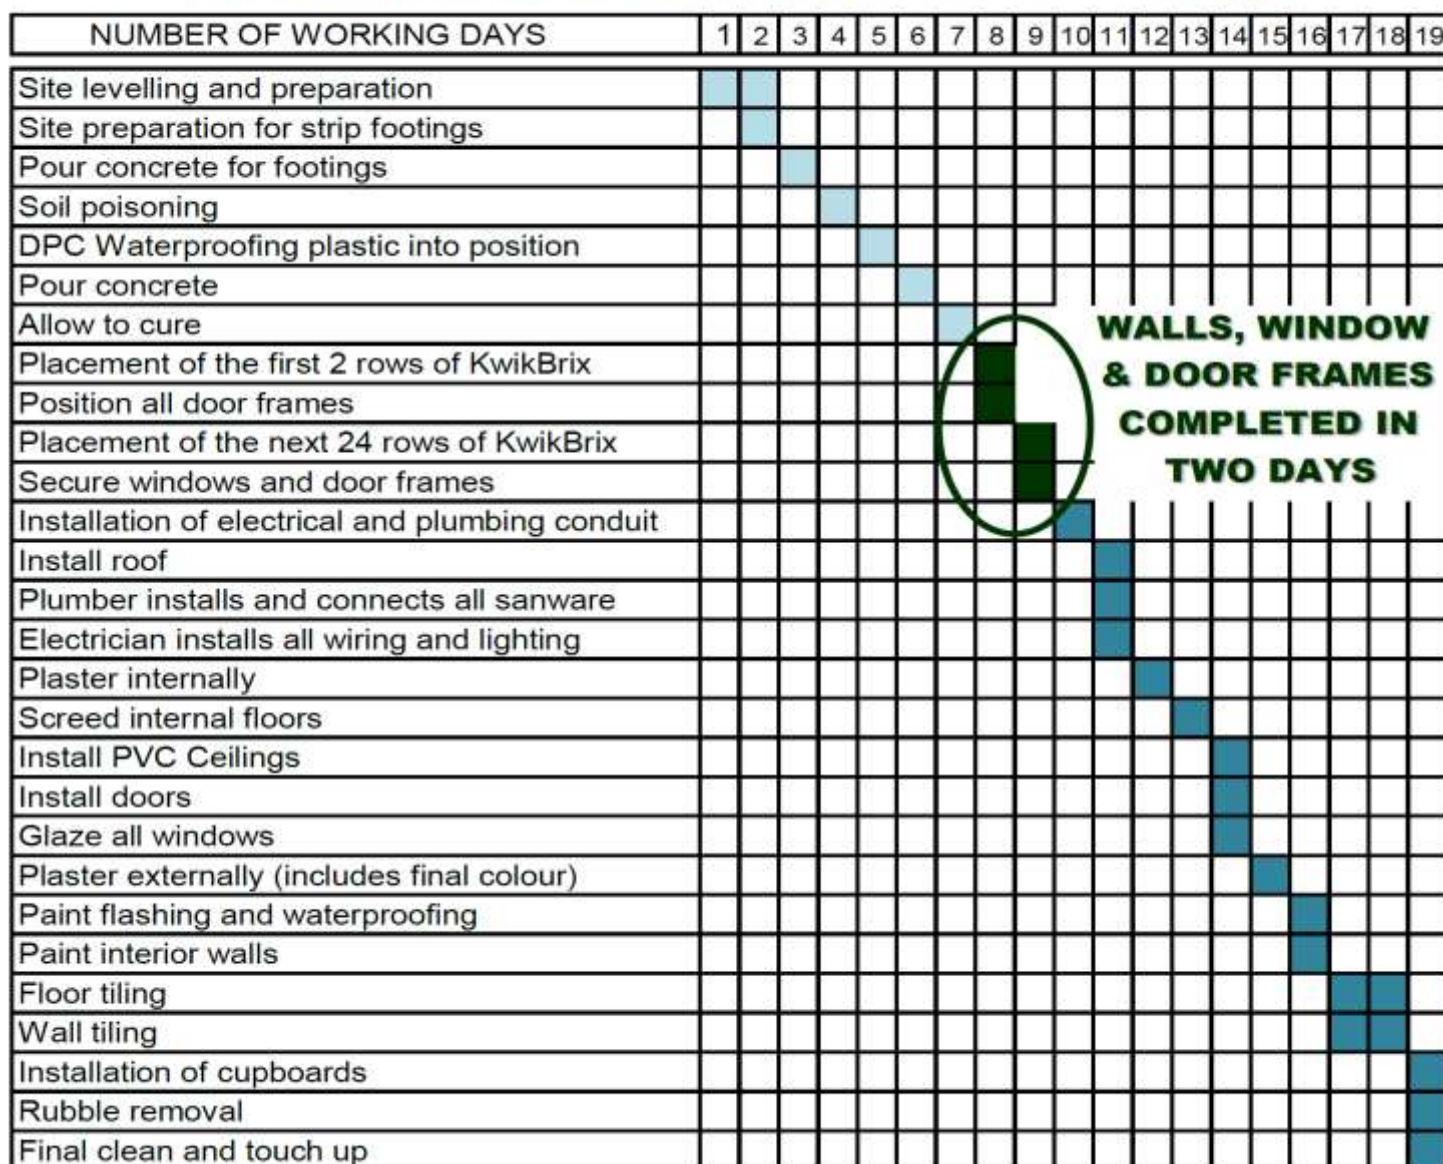 NUMBER OF WORKING DAYS 1 2 3 4 5 6 7 8 9 10 11 12 13 14 15 16 17 18 19
Site levelling and preparation
Site preparation for strip footings
Pour concrete for footings
Soil poisoning
DPC Waterproofing plastic into position
Pour concrete
Allow to cure
Placement of the first 2 rows of KwikBrix
Position all door frames
Placement of the next 24 rows of KwikBrix
Secure windows and door frames
WALLS, WINDOW
& DOOR FRAMES
COMPLETED IN
TWO DAYS
Installation of electrical and plumbing conduit
Install roof
Plumber installs and connects all sanware
Electrician installs all wiring and lighting
Plaster internally
Screed internal floors
Install PVC Ceilings
Install doors
Glaze all windows
Plaster externally (includes final colour)
Paint flashing and waterproofing
Paint interior walls
Floor tiling
Wall tiling
Installation of cupboards
Rubble removal
Final clean and touch up